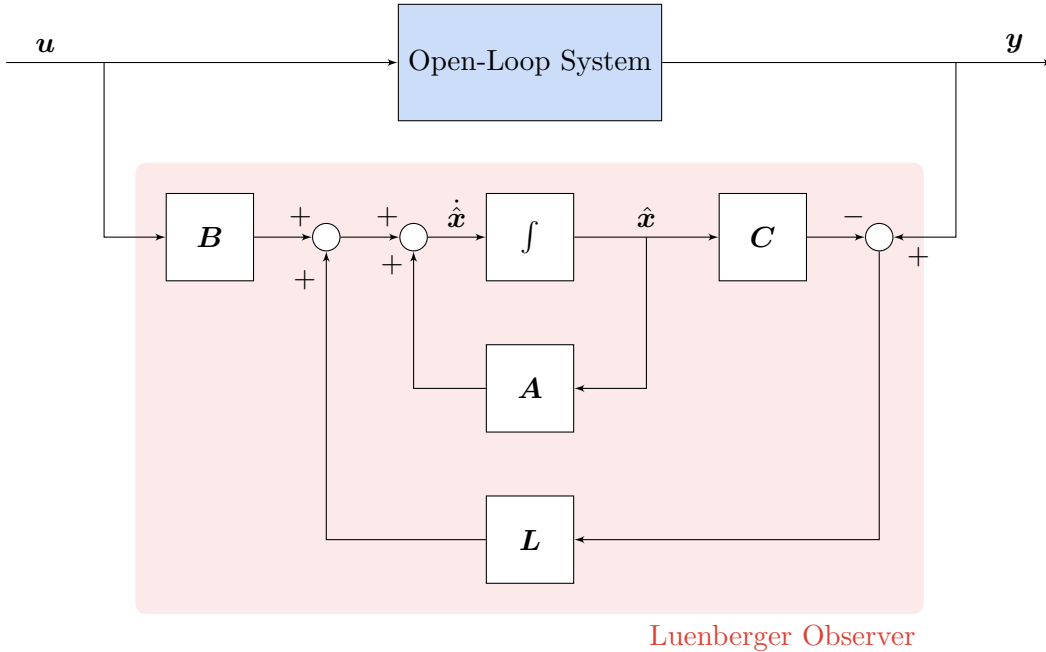 u
Open-Loop System
y
B
+
+
+
+
ẋ̂
∫
x̂
C
−
+
A
L
Luenberger Observer